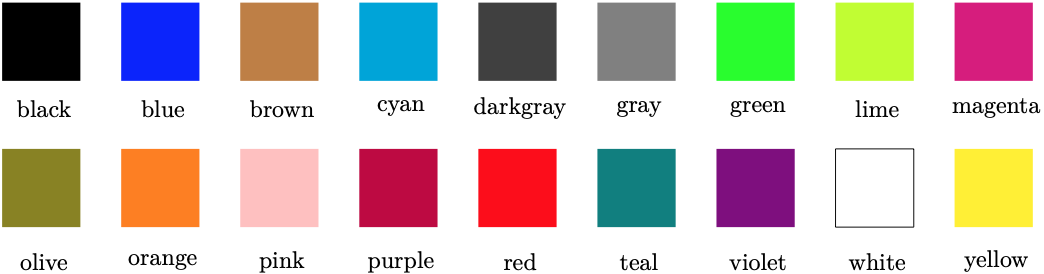 black blue brown cyan darkgray gray green lime magenta
olive orange pink purple red teal violet white yellow